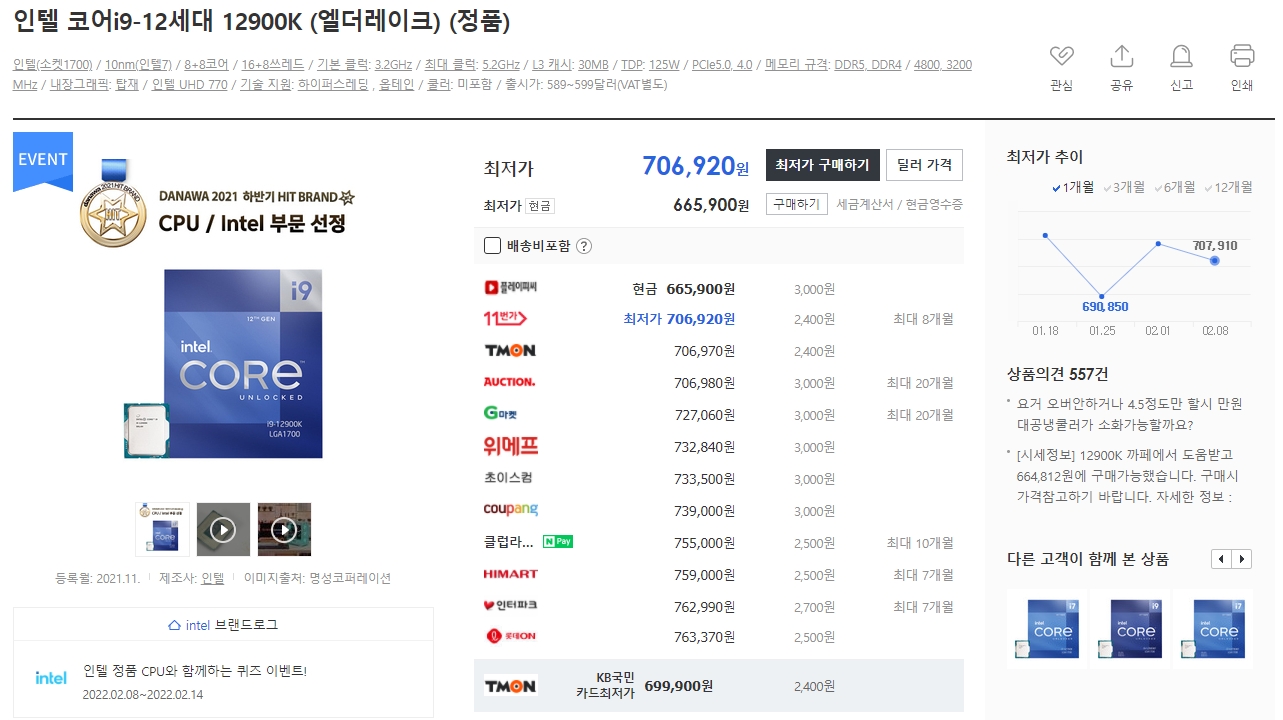 인텔 코어i9-12세대 12900K (엘더레이크) (정품)
인텔(소켓1700) / 10nm(인텔7) / 8+8코어 / 16+8쓰레드 / 기본 클럭: 3.2GHz / 최대 클럭: 5.2GHz / L3 캐시: 30MB / TDP: 125W / PCIe5.0, 4.0 / 메모리 규격: DDR5, DDR4 / 4800, 3200
MHz / 내장그래픽: 탑재 / 인텔 UHD 770 / 기술 지원: 하이퍼스레딩 , 옵테인 / 쿨러: 미포함 / 출시가: 589~599달러(VAT별도)
관심 공유 신고 인쇄
EVENT
danawa 2021 HIT BRAND
HIT
DANAWA 2021 하반기 HIT BRAND
CPU / Intel 부문 선정
i9
12TH GEN
intel.
CORE
UNLOCKED
i9-12900K
LGA1700
등록월: 2021.11. 제조사: 인텔 이미지출처: 명성코퍼레이션
intel 브랜드로그
intel
인텔 정품 CPU와 함께하는 퀴즈 이벤트!
2022.02.08~2022.02.14
최저가 706,920원 최저가 구매하기 딜러 가격
최저가 현금 665,900원 구매하기 세금계산서 / 현금영수증
배송비포함 ?
플레이피씨 현금 665,900원 3,000원
11번가 최저가 706,920원 2,400원 최대 8개월
TMON 706,970원 2,400원
AUCTION. 706,980원 3,000원 최대 20개월
G마켓 727,060원 3,000원 최대 20개월
위메프 732,840원 3,000원
초이스컴 733,500원 3,000원
coupang 739,000원 3,000원
클럽라... N Pay 755,000원 2,500원 최대 10개월
HIMART 759,000원 2,500원 최대 7개월
인터파크 762,990원 2,700원 최대 7개월
롯데ON 763,370원 2,500원
TMON KB국민 카드최저가 699,900원 2,400원
최저가 추이
1개월 3개월 6개월 12개월
707,910
690,850
01.18 01.25 02.01 02.08
상품의견 557건
요거 오버안하거나 4.5정도만 할시 만원
대공냉쿨러가 소화가능할까요?
[시세정보] 12900K 까페에서 도움받고
664,812원에 구매가능했습니다. 구매시
가격참고하기 바랍니다. 자세한 정보 :
다른 고객이 함께 본 상품
i7 intel CORE
i9 intel CORE
i7 intel CORE